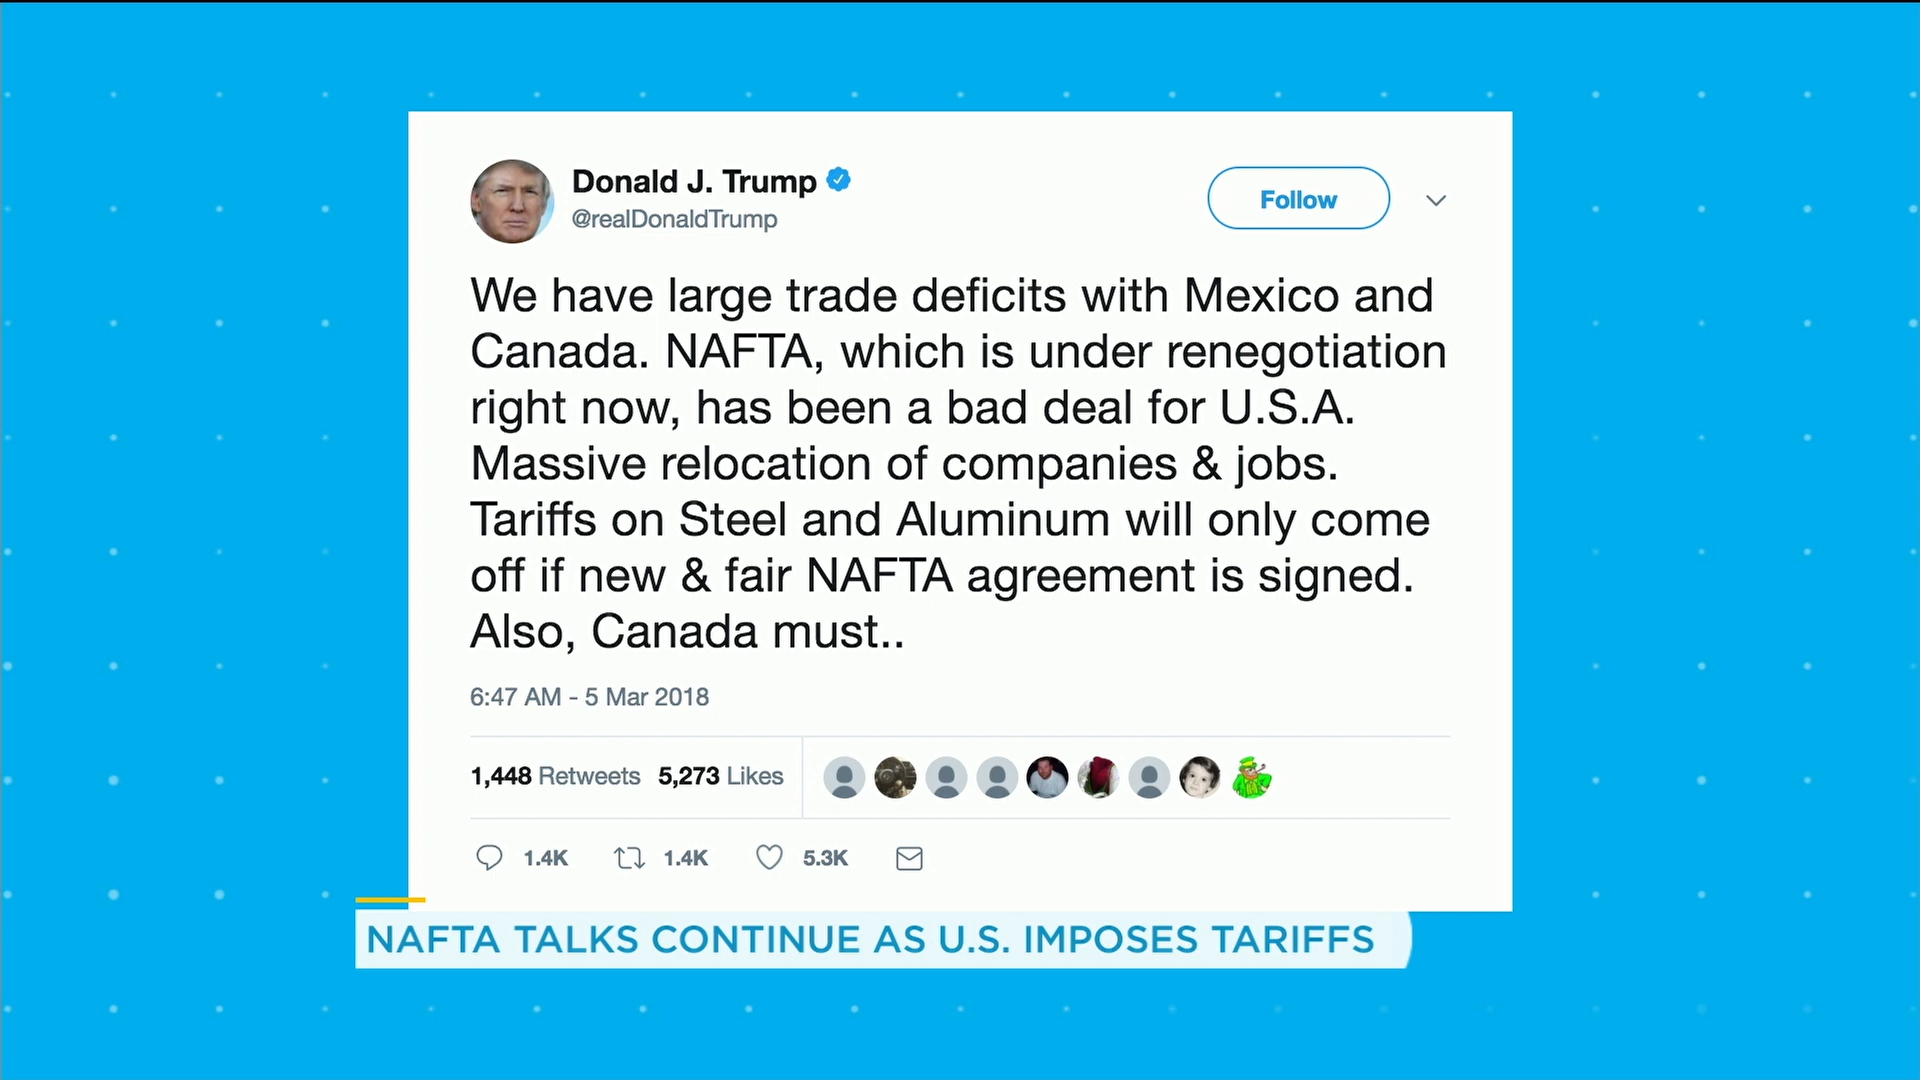 Donald J. Trump
@realDonaldTrump
Follow
We have large trade deficits with Mexico and
Canada. NAFTA, which is under renegotiation
right now, has been a bad deal for U.S.A.
Massive relocation of companies & jobs.
Tariffs on Steel and Aluminum will only come
off if new & fair NAFTA agreement is signed.
Also, Canada must..
6:47 AM - 5 Mar 2018
1,448 Retweets 5,273 Likes
1.4K 1.4K 5.3K
NAFTA TALKS CONTINUE AS U.S. IMPOSES TARIFFS